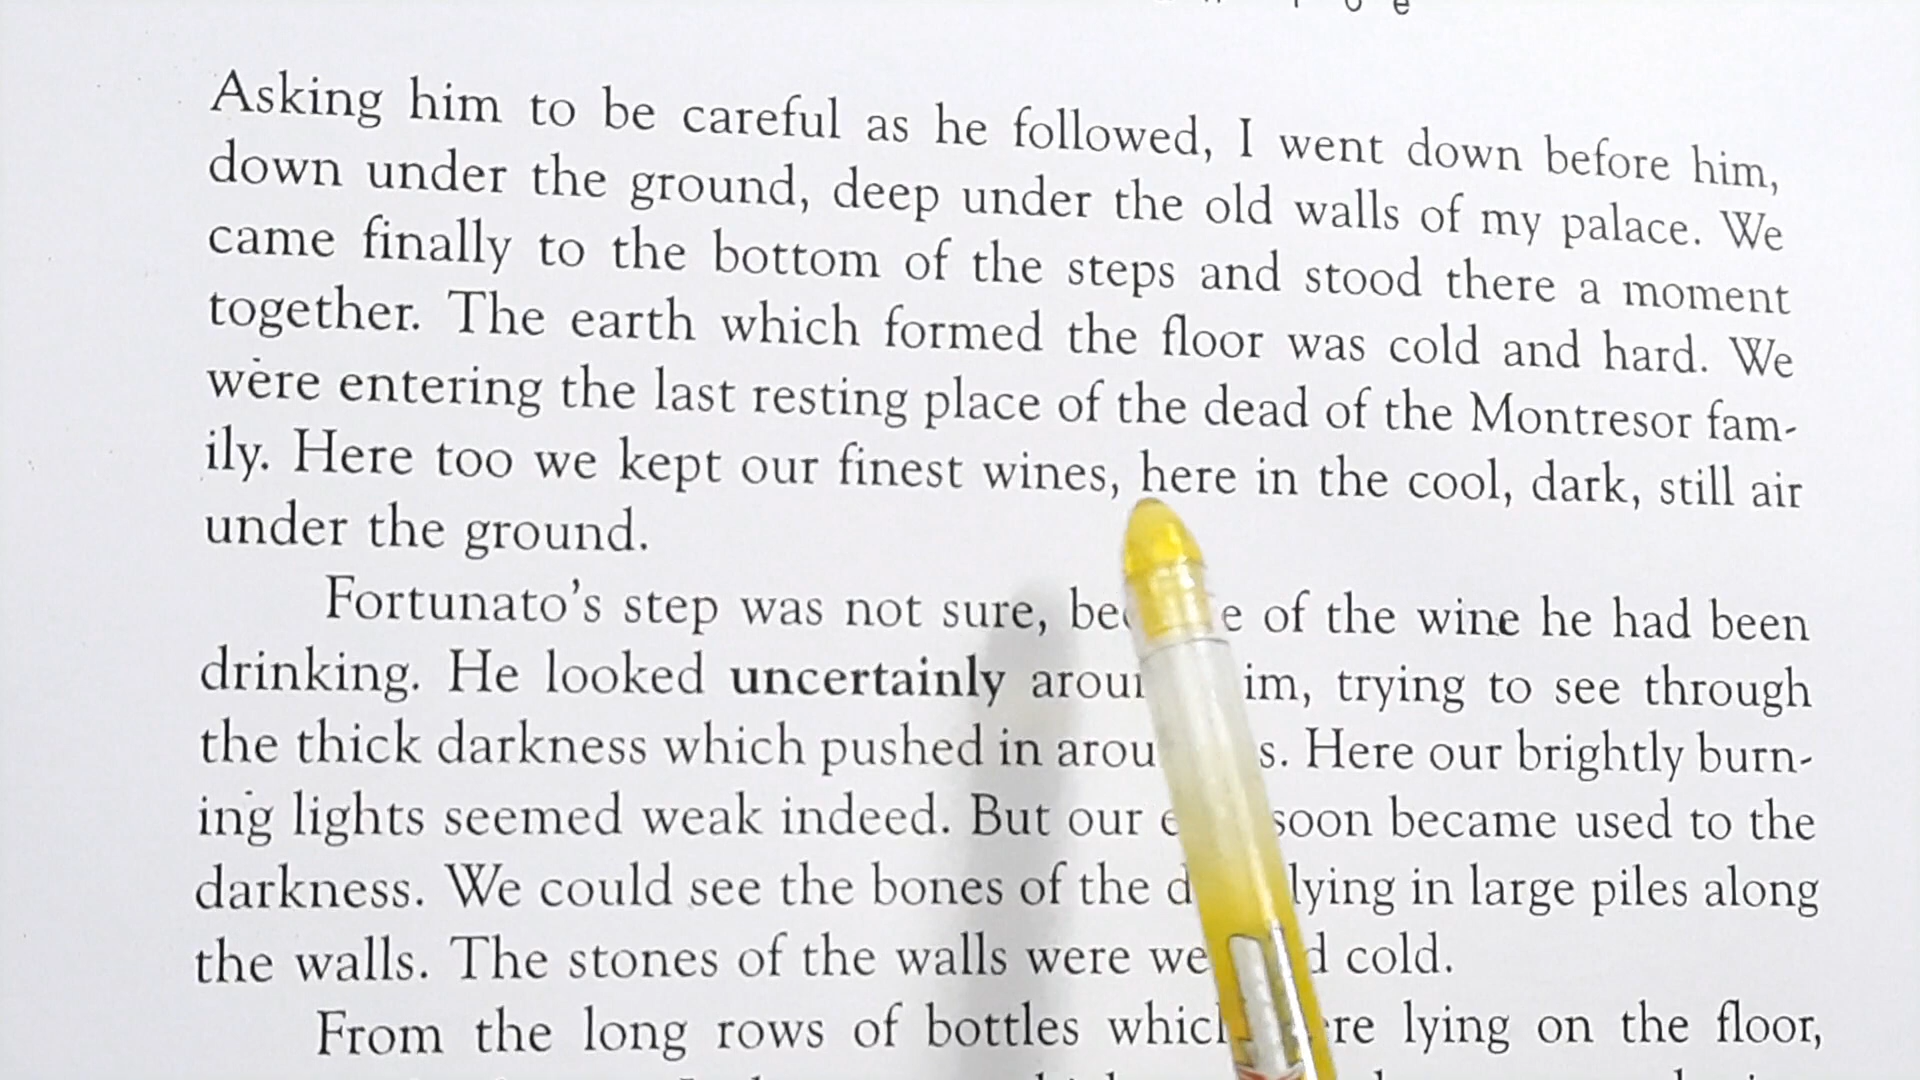 Asking him to be careful as he followed, I went down before him,
down under the ground, deep under the old walls of my palace. We
came finally to the bottom of the steps and stood there a moment
together. The earth which formed the floor was cold and hard. We
were entering the last resting place of the dead of the Montresor fam-
ily. Here too we kept our finest wines, here in the cool, dark, still air
under the ground.
Fortunato's step was not sure, of the wine he had been
drinking. He looked uncertainly trying to see through
the thick darkness which pushed in Here our brightly burn-
ing lights seemed weak indeed. But our soon became used to the
darkness. We could see the bones of the lying in large piles along
the walls. The stones of the walls were cold.
From the long rows of bottles lying on the floor,